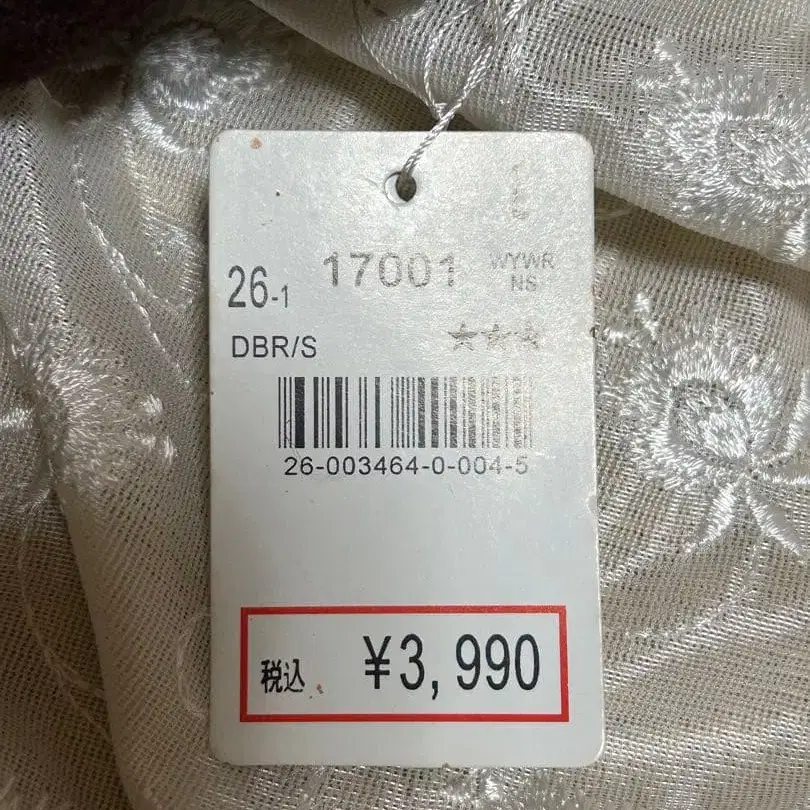 26-1 17001 WYWR
NS
DBR/S ★★★
26-003464-0-004-5
税込 ¥3,990